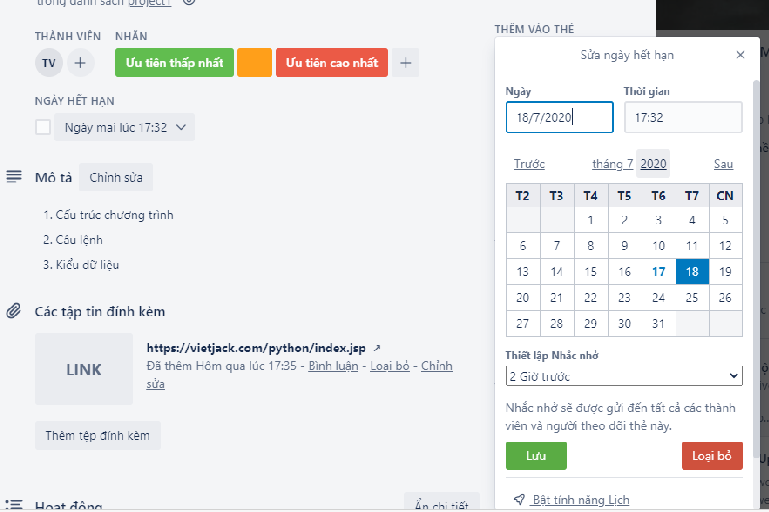 trong danh sách project1
THÀNH VIÊN NHÃN
TV + Ưu tiên thấp nhất Ưu tiên cao nhất +
NGÀY HẾT HẠN
Ngày mai lúc 17:32
Mô tả Chỉnh sửa
1. Cấu trúc chương trình
2. Câu lệnh
3. Kiểu dữ liệu
Các tập tin đính kèm
LINK
https://vietjack.com/python/index.jsp ↗
Đã thêm Hôm qua lúc 17:35 - Bình luận - Loại bỏ - Chỉnh
sửa
Thêm tệp đính kèm
Hoạt động Ẩn chi tiết
THÊM VÀO THẺ
Sửa ngày hết hạn ×
Ngày Thời gian
18/7/2020 17:32
Trước tháng 7 2020 Sau
T2 T3 T4 T5 T6 T7 CN
1 2 3 4 5
6 7 8 9 10 11 12
13 14 15 16 17 18 19
20 21 22 23 24 25 26
27 28 29 30 31
Thiết lập Nhắc nhở
2 Giờ trước
Nhắc nhở sẽ được gửi đến tất cả các thành
viên và người theo dõi thẻ này.
Lưu Loại bỏ
Bật tính năng Lịch